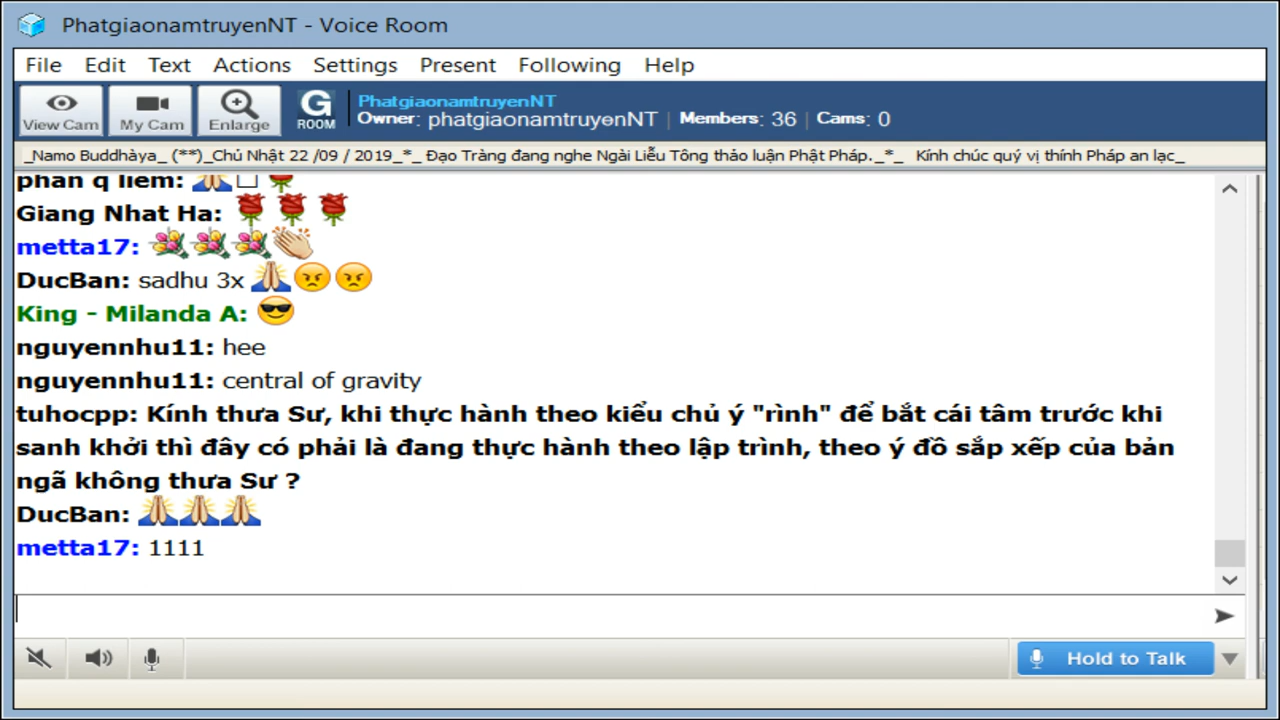 PhatgiaonamtruyenNT - Voice Room
File Edit Text Actions Settings Present Following Help
View Cam My Cam Enlarge G ROOM PhatgiaonamtruyenNT
Owner: phatgiaonamtruyenNT | Members: 36 | Cams: 0
_Namo Buddhàya_ (**)_Chủ Nhật 22 /09 / 2019_*_ Đạo Tràng đang nghe Ngài Liễu Tông thảo luận Phật Pháp._*_ Kính chúc quý vị thính Pháp an lạc_
phan q liem: 🙏□🌹
Giang Nhat Ha: 🌹🌹🌹
metta17: 💐💐💐👏
DucBan: sadhu 3x 🙏😠😠
King - Milanda A: 😎
nguyennhu11: hee
nguyennhu11: central of gravity
tuhocpp: Kính thưa Sư, khi thực hành theo kiểu chủ ý "rình" để bắt cái tâm trước khi
sanh khởi thì đây có phải là đang thực hành theo lập trình, theo ý đồ sắp xếp của bản
ngã không thưa Sư ?
DucBan: 🙏🙏🙏
metta17: 1111
Hold to Talk